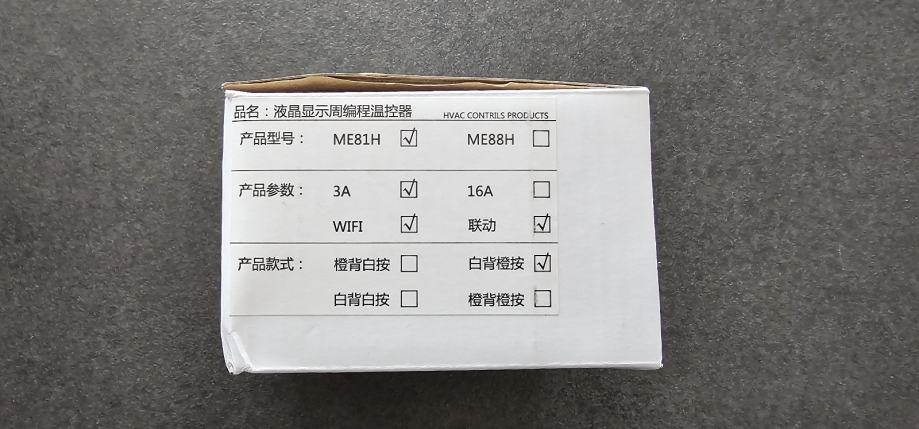 品名：液晶显示周编程温控器 HVAC CONTRILS PRODUCTS
产品型号： ME81H ☑ ME88H ☐
产品参数： 3A ☑ 16A ☐
WIFI ☑ 联动 ☑
产品款式： 橙背白按 ☐ 白背橙按 ☑
白背白按 ☐ 橙背橙按 ☐